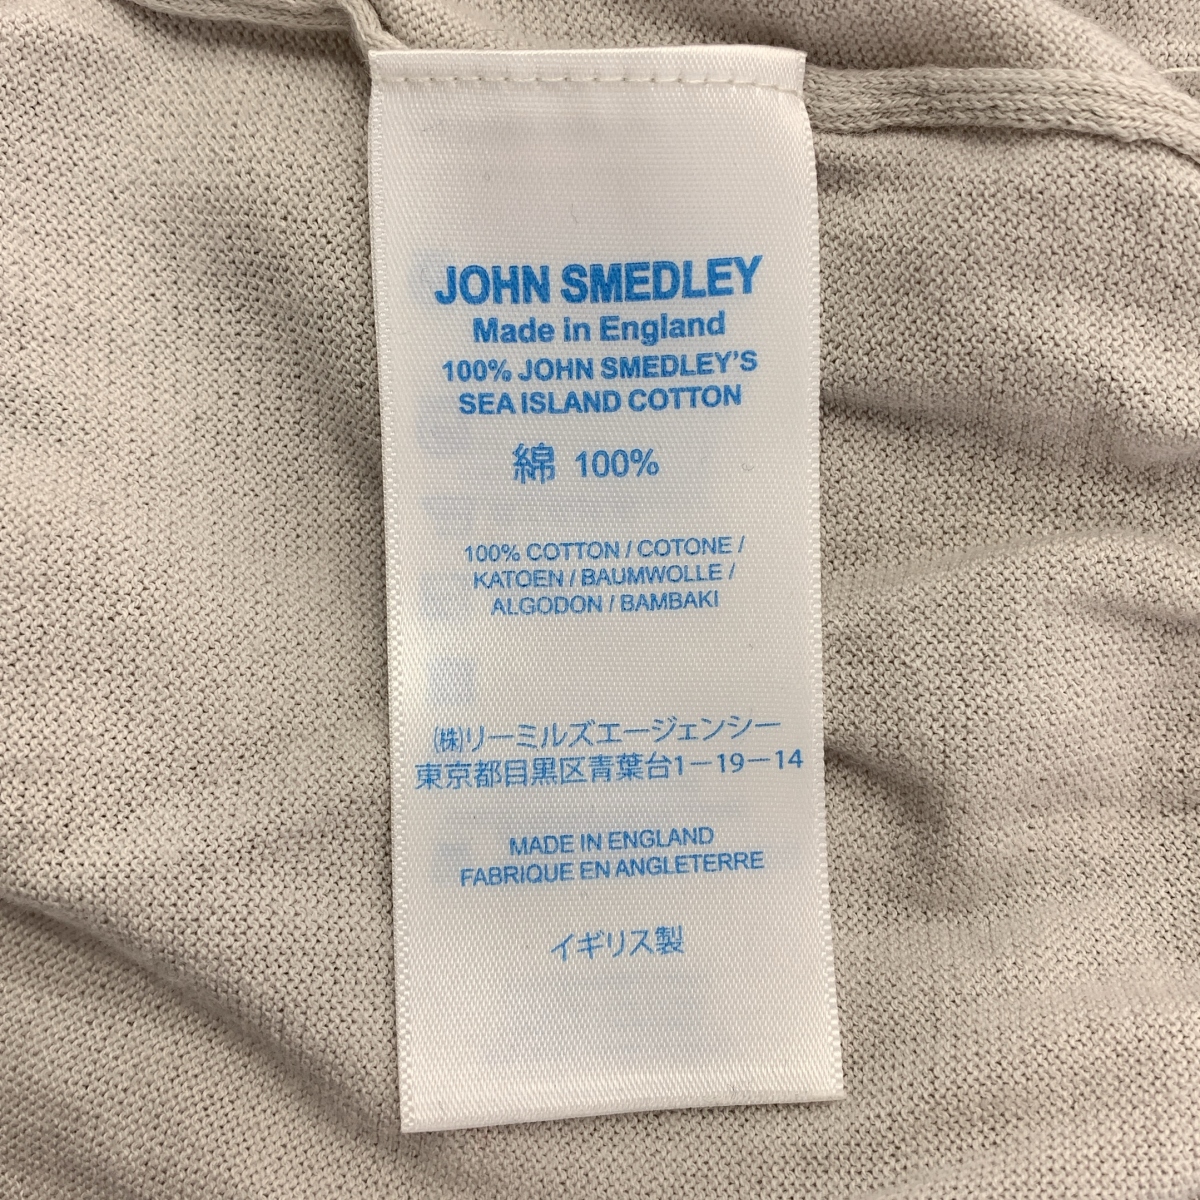 JOHN SMEDLEY
Made in England
100% JOHN SMEDLEY'S
SEA ISLAND COTTON
綿 100%
100% COTTON / COTONE /
KATOEN / BAUMWOLLE /
ALGODON / BAMBAKI
㈱リーミルズエージェンシー
東京都目黒区青葉台1－19－14
MADE IN ENGLAND
FABRIQUE EN ANGLETERRE
イギリス製